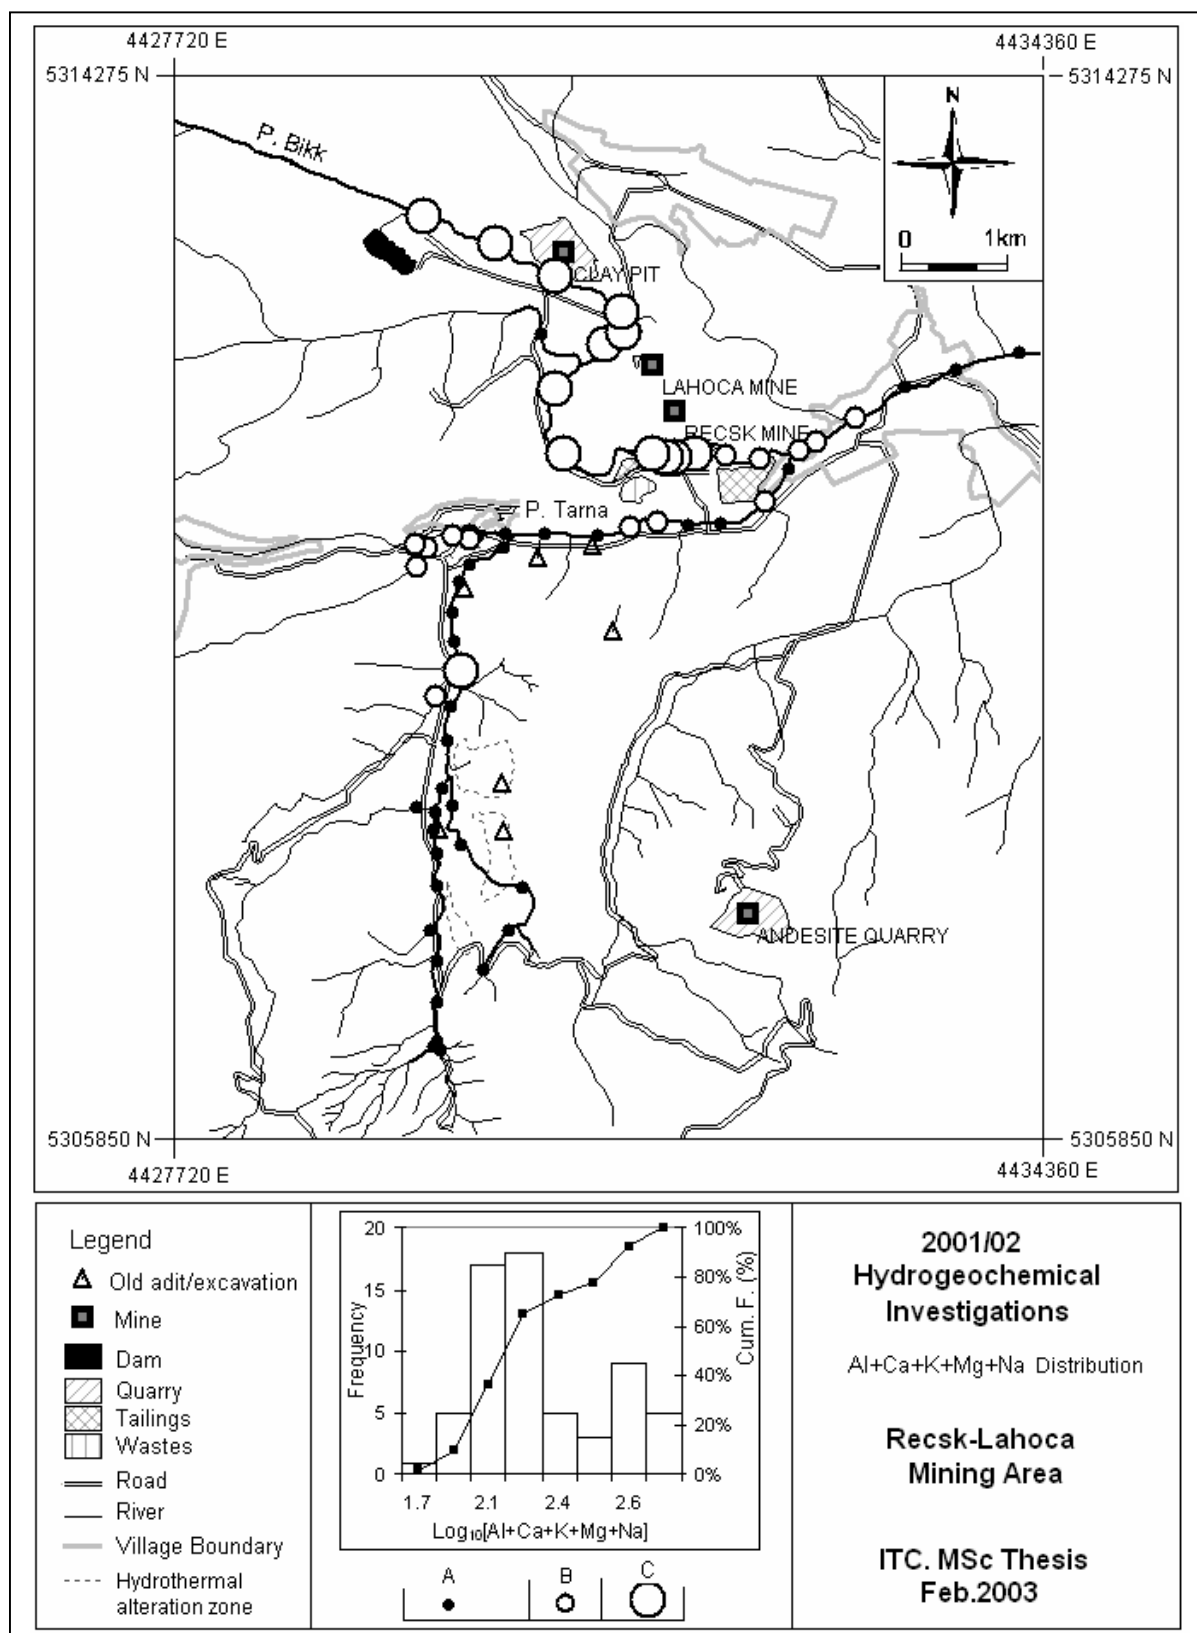 4427720 E
4434360 E
5314275 N
5314275 N
N
P. Bikk
0 1km
CLAY PIT
LAHOCA MINE
RECSK MINE
P. Tarna
ANDESITE QUARRY
5305850 N
5305850 N
4427720 E
4434360 E
Legend
Old adit/excavation
Mine
Dam
Quarry
Tailings
Wastes
Road
River
Village Boundary
Hydrothermal
alteration zone
Frequency
20
15
10
5
0
100%
80%
60%
40%
20%
0%
Cum. F. (%)
1.7 2.1 2.4 2.6
Log₁₀[Al+Ca+K+Mg+Na]
A B C
2001/02
Hydrogeochemical
Investigations
Al+Ca+K+Mg+Na Distribution
Recsk-Lahoca
Mining Area
ITC. MSc Thesis
Feb.2003